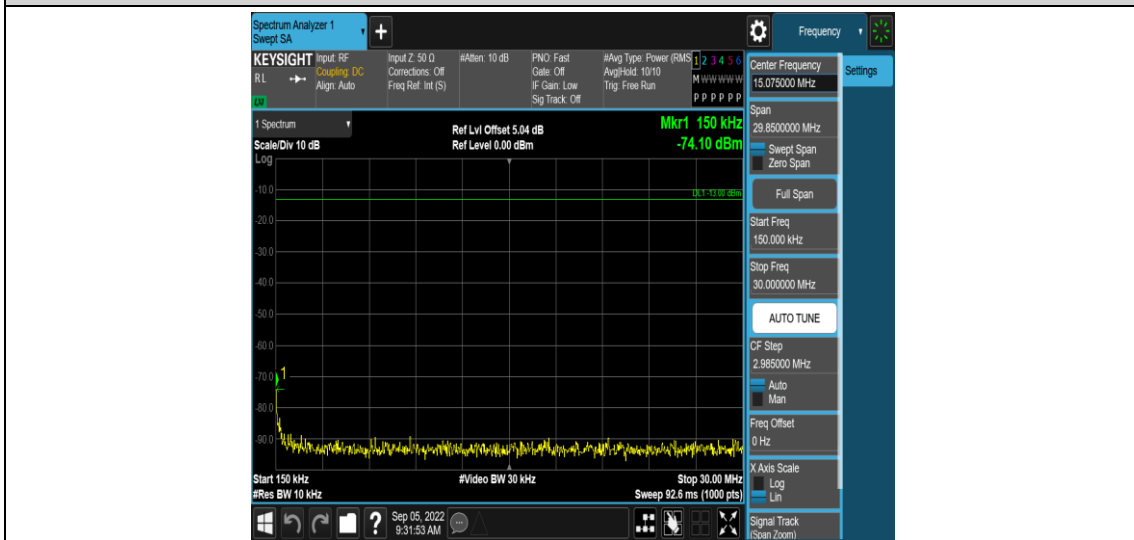 Spectrum Analyzer 1
Swept SA
+
Frequency
KEYSIGHT
RL
LXI
Input: RF
Coupling: DC
Align: Auto
Input Z: 50 Ω
Corrections: Off
Freq Ref: Int (S)
#Atten: 10 dB
PNO: Fast
Gate: Off
IF Gain: Low
Sig Track: Off
#Avg Type: Power (RMS
Avg|Hold: 10/10
Trig: Free Run
1 2 3 4 5 6
M W W W W W
P P P P P P
1 Spectrum
Scale/Div 10 dB
Ref Lvl Offset 5.04 dB
Ref Level 0.00 dBm
Mkr1 150 kHz
-74.10 dBm
Log
DL1 -13.00 dBm
-10.0
-20.0
-30.0
-40.0
-50.0
-60.0
-70.0
1
-80.0
-90.0
Start 150 kHz
#Video BW 30 kHz
Stop 30.00 MHz
#Res BW 10 kHz
Sweep 92.6 ms (1000 pts)
?
Sep 05, 2022
9:31:53 AM
Center Frequency
15.075000 MHz
Settings
Span
29.8500000 MHz
Swept Span
Zero Span
Full Span
Start Freq
150.000 kHz
Stop Freq
30.000000 MHz
AUTO TUNE
CF Step
2.985000 MHz
Auto
Man
Freq Offset
0 Hz
X Axis Scale
Log
Lin
Signal Track
(Span Zoom)